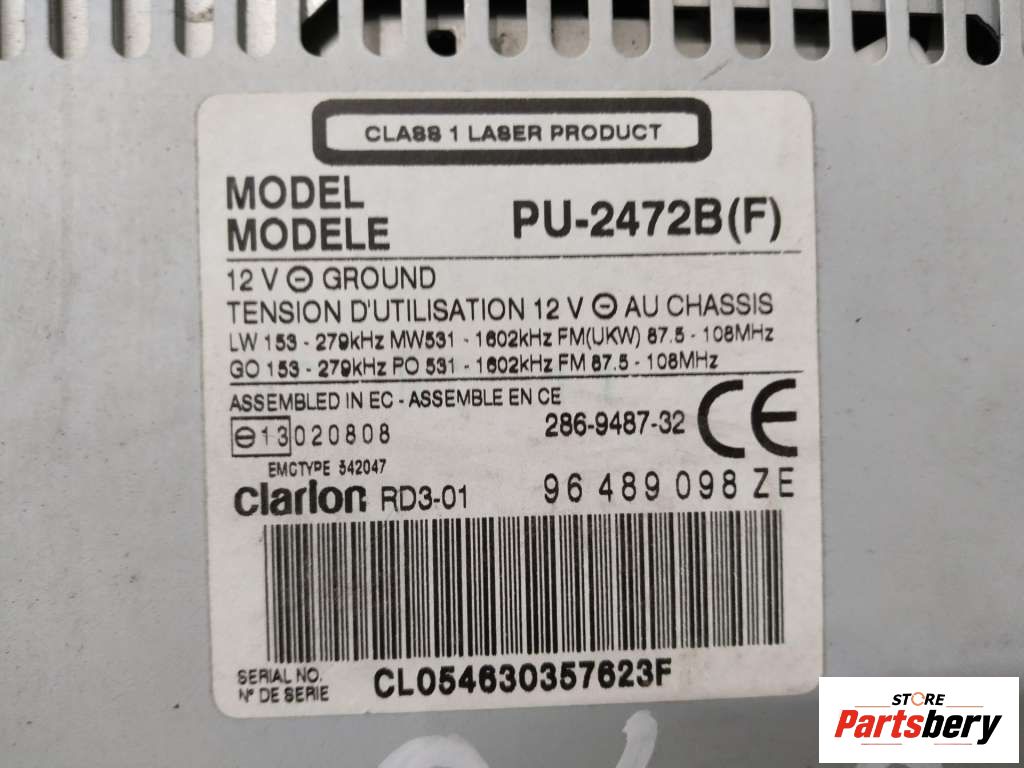 CLASS 1 LASER PRODUCT
MODEL
MODELE PU-2472B(F)
12 V ⊖ GROUND
TENSION D'UTILISATION 12 V ⊖ AU CHASSIS
LW 153 - 279kHz MW531 - 1602kHz FM(UKW) 87.5 - 108MHz
GO 153 - 279kHz PO 531 - 1602kHz FM 87.5 - 108MHz
ASSEMBLED IN EC - ASSEMBLE EN CE
286-9487-32 CE
⊖13 020808
EMCTYPE 342047
Clarion RD3-01 96 489 098 ZE
SERIAL NO.
N° DE SERIE CL054630357623F
STORE
Partsbery